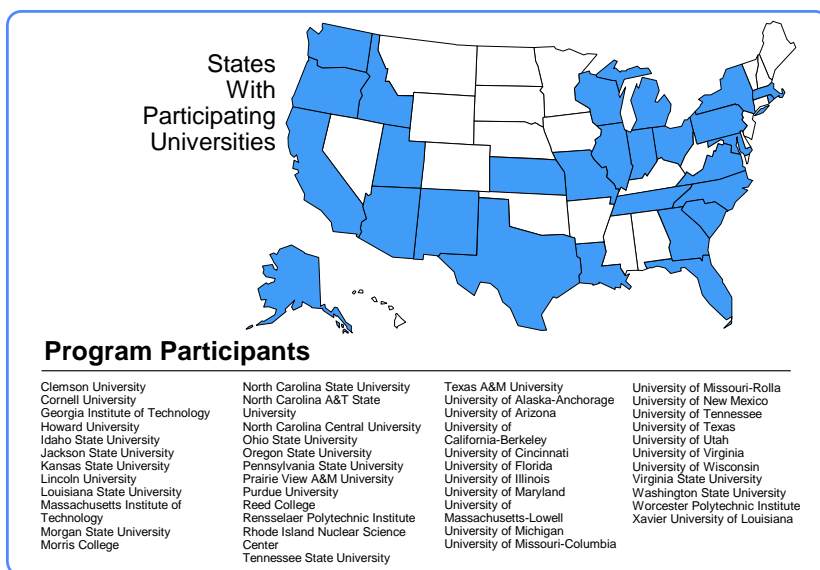 States
With
Participating
Universities
Program Participants
Clemson University
Cornell University
Georgia Institute of Technology
Howard University
Idaho State University
Jackson State University
Kansas State University
Lincoln University
Louisiana State University
Massachusetts Institute of
Technology
Morgan State University
Morris College
North Carolina State University
North Carolina A&T State
University
North Carolina Central University
Ohio State University
Oregon State University
Pennsylvania State University
Prairie View A&M University
Purdue University
Reed College
Rensselaer Polytechnic Institute
Rhode Island Nuclear Science
Center
Tennessee State University
Texas A&M University
University of Alaska-Anchorage
University of Arizona
University of
California-Berkeley
University of Cincinnati
University of Florida
University of Illinois
University of Maryland
University of
Massachusetts-Lowell
University of Michigan
University of Missouri-Columbia
University of Missouri-Rolla
University of New Mexico
University of Tennessee
University of Texas
University of Utah
University of Virginia
University of Wisconsin
Virginia State University
Washington State University
Worcester Polytechnic Institute
Xavier University of Louisiana